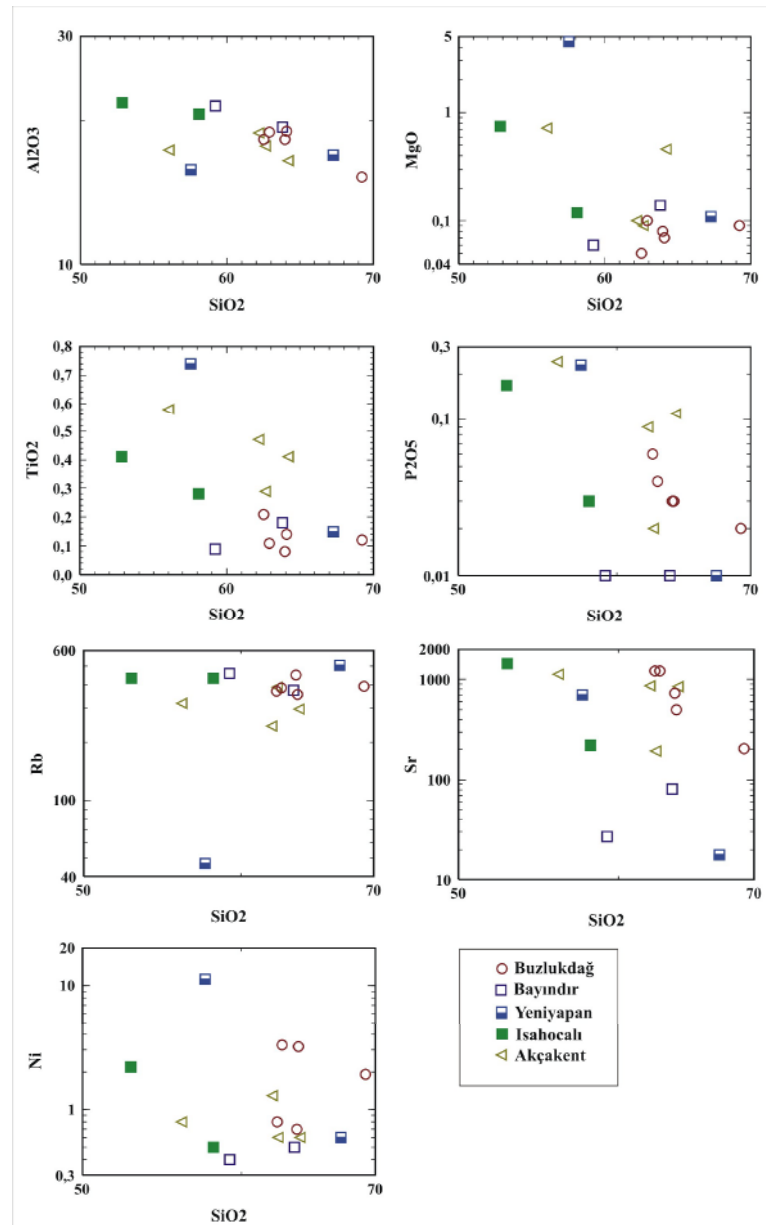 30
Al2O3
10
50 60 70
SiO2
5
MgO
1
0,1
0,04
50 60 70
SiO2
0,8
0,7
0,6
0,5
TiO2
0,4
0,3
0,2
0,1
0,0
50 60 70
SiO2
0,3
0,1
P2O5
0,01
50 70
SiO2
600
Rb
100
40
50 70
SiO2
2000
1000
Sr
100
10
50 70
SiO2
20
10
Ni
1
0,3
50 70
SiO2
Buzlukdağ
Bayındır
Yeniyapan
Isahocalı
Akçakent